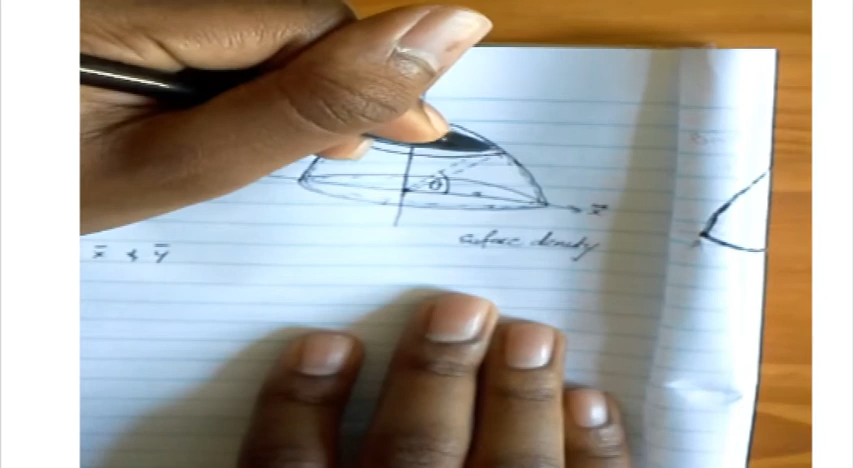 θ
x̄
surface density
x̄ & ȳ